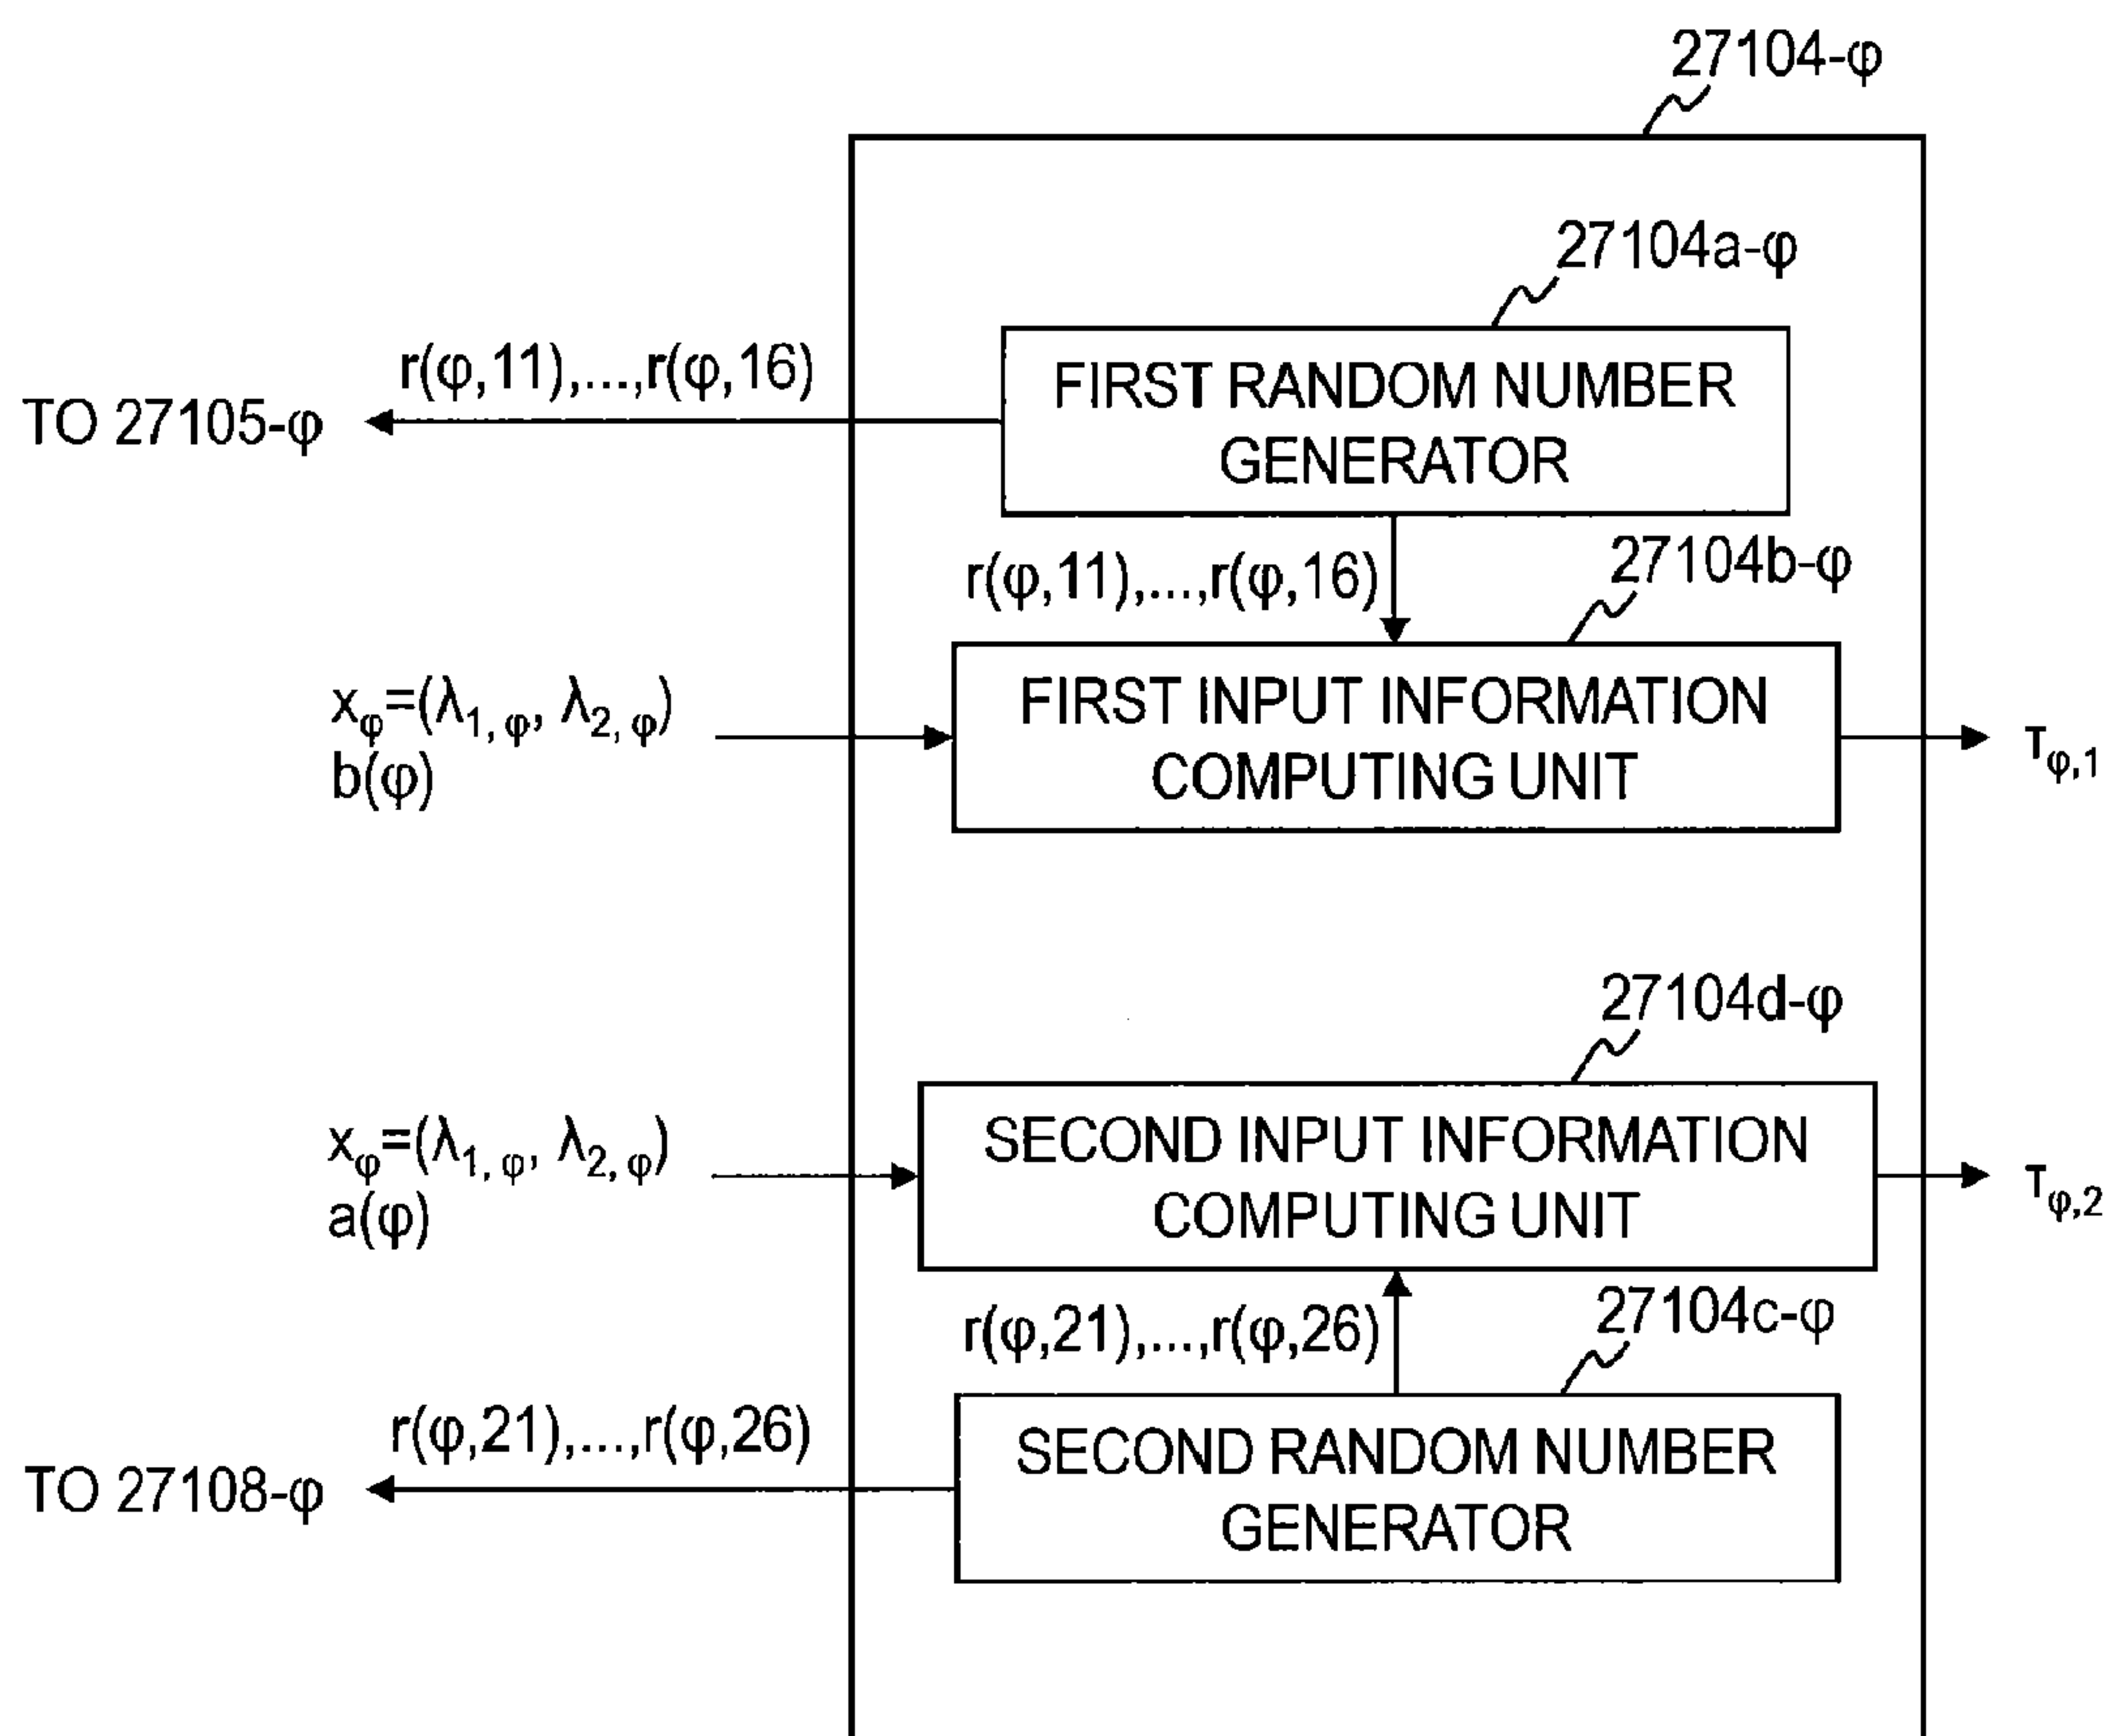 27104-φ
27104a-φ
r(φ,11),...,r(φ,16)
FIRST RANDOM NUMBER
TO 27105-φ
GENERATOR
27104b-φ
r(φ,11),...,r(φ,16)
xφ=(λ1, φ, λ2, φ)
FIRST INPUT INFORMATION
τφ,1
b(φ)
COMPUTING UNIT
27104d-φ
xφ=(λ1, φ, λ2, φ)
SECOND INPUT INFORMATION
τφ,2
a(φ)
COMPUTING UNIT
r(φ,21),...,r(φ,26)
27104c-φ
r(φ,21),...,r(φ,26)
SECOND RANDOM NUMBER
TO 27108-φ
GENERATOR